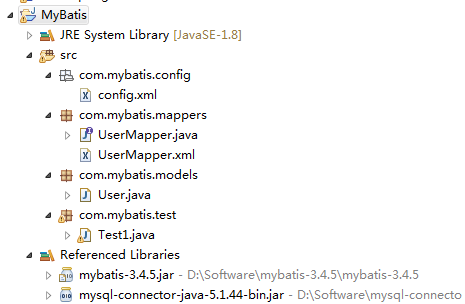 MyBatis
JRE System Library [JavaSE-1.8]
src
com.mybatis.config
config.xml
com.mybatis.mappers
UserMapper.java
UserMapper.xml
com.mybatis.models
User.java
com.mybatis.test
Test1.java
Referenced Libraries
mybatis-3.4.5.jar - D:\Software\mybatis-3.4.5\mybatis-3.4.5
mysql-connector-java-5.1.44-bin.jar - D:\Software\mysql-connecto